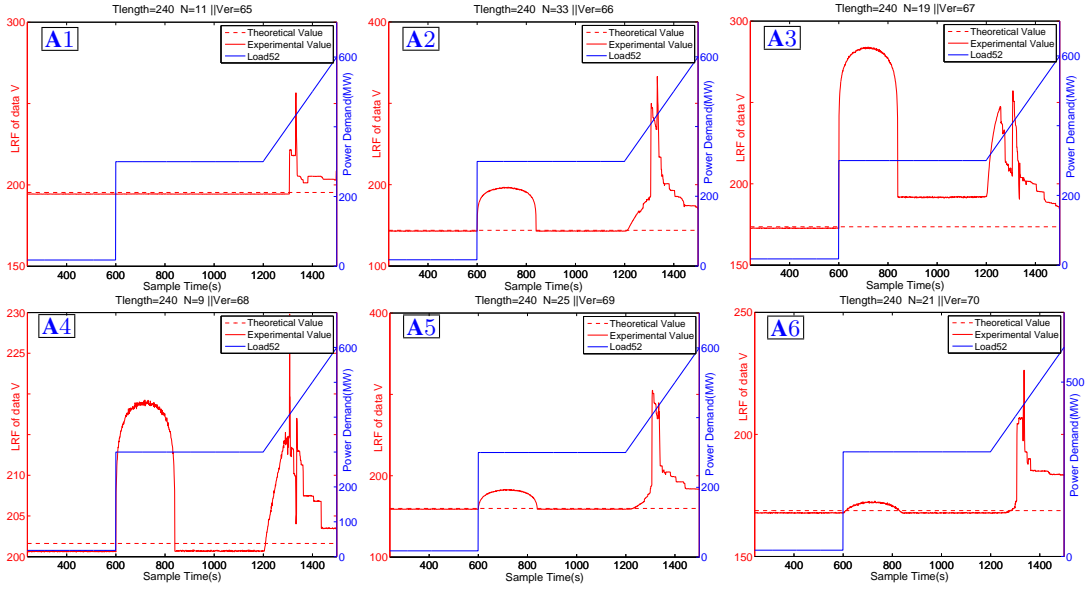 Tlength=240 N=11 ||Ver=65
A1
Theoretical Value
Experimental Value
Load52
LRF of data V
Power Demand(MW)
300
250
200
150
600
200
0
400 600 800 1000 1200 1400
Sample Time(s)
Tlength=240 N=33 ||Ver=66
A2
Theoretical Value
Experimental Value
Load52
LRF of data V
Power Demand(MW)
400
300
200
100
600
200
0
400 600 800 1000 1200 1400
Sample Time(s)
Tlength=240 N=19 ||Ver=67
A3
Theoretical Value
Experimental Value
Load52
LRF of data V
Power Demand(MW)
300
250
200
150
600
200
0
400 600 800 1000 1200 1400
Sample Time(s)
Tlength=240 N=9 ||Ver=68
A4
Theoretical Value
Experimental Value
Load52
LRF of data V
Power Demand(MW)
230
225
212
205
200
600
200
100
0
400 600 800 1000 1200 1400
Sample Time(s)
Tlength=240 N=25 ||Ver=69
A5
Theoretical Value
Experimental Value
Load52
LRF of data V
Power Demand(MW)
400
300
200
100
600
200
0
400 600 800 1000 1200 1400
Sample Time(s)
Tlength=240 N=21 ||Ver=70
A6
Theoretical Value
Experimental Value
Load52
LRF of data V
Power Demand(MW)
250
200
150
500
0
400 600 800 1000 1200 1400
Sample Time(s)